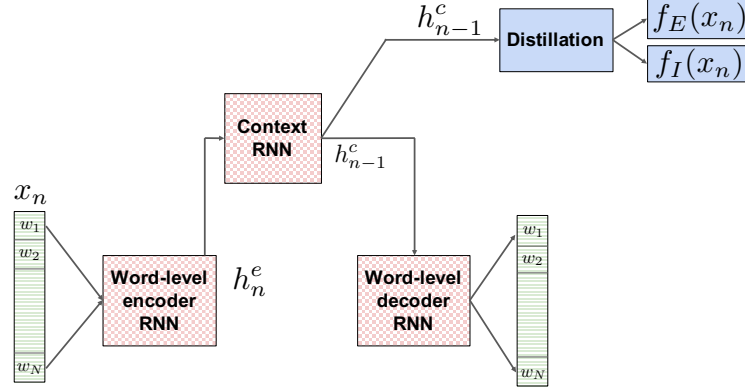 h^c_{n-1}
Distillation
f_E(x_n)
f_I(x_n)
Context
RNN
h^c_{n-1}
x_n
w_1
w_2
w_N
Word-level
encoder
RNN
h^e_n
Word-level
decoder
RNN
w_1
w_2
w_N